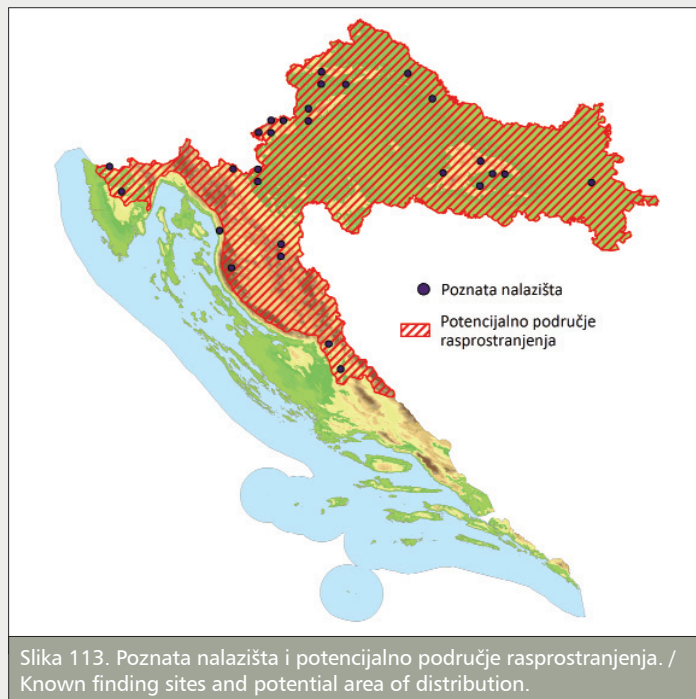 Poznata nalazišta
Potencijalno područje
rasprostranjenja
Slika 113. Poznata nalazišta i potencijalno područje rasprostranjenja. /
Known finding sites and potential area of distribution.